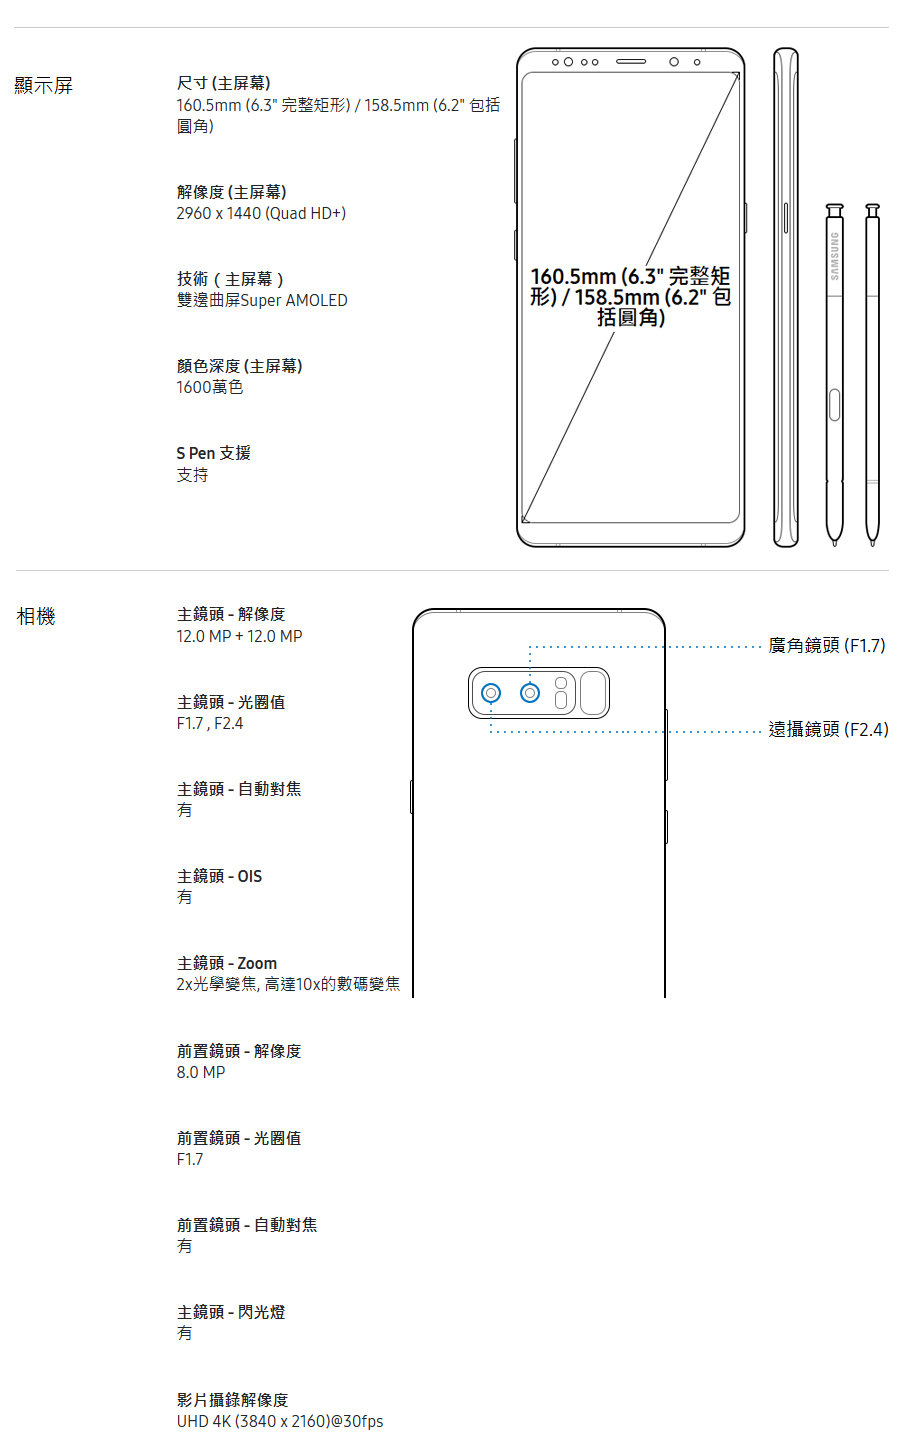 顯示屏
尺寸 (主屏幕)
160.5mm (6.3" 完整矩形) / 158.5mm (6.2" 包括
圓角)
解像度 (主屏幕)
2960 x 1440 (Quad HD+)
技術（主屏幕）
雙邊曲屏Super AMOLED
顏色深度 (主屏幕)
1600萬色
S Pen 支援
支持
160.5mm (6.3" 完整矩
形) / 158.5mm (6.2" 包
括圓角)
SAMSUNG
相機
主鏡頭 - 解像度
12.0 MP + 12.0 MP
主鏡頭 - 光圈值
F1.7 , F2.4
主鏡頭 - 自動對焦
有
主鏡頭 - OIS
有
主鏡頭 - Zoom
2x光學變焦, 高達10x的數碼變焦
前置鏡頭 - 解像度
8.0 MP
前置鏡頭 - 光圈值
F1.7
前置鏡頭 - 自動對焦
有
主鏡頭 - 閃光燈
有
影片攝錄解像度
UHD 4K (3840 x 2160)@30fps
廣角鏡頭 (F1.7)
遠攝鏡頭 (F2.4)